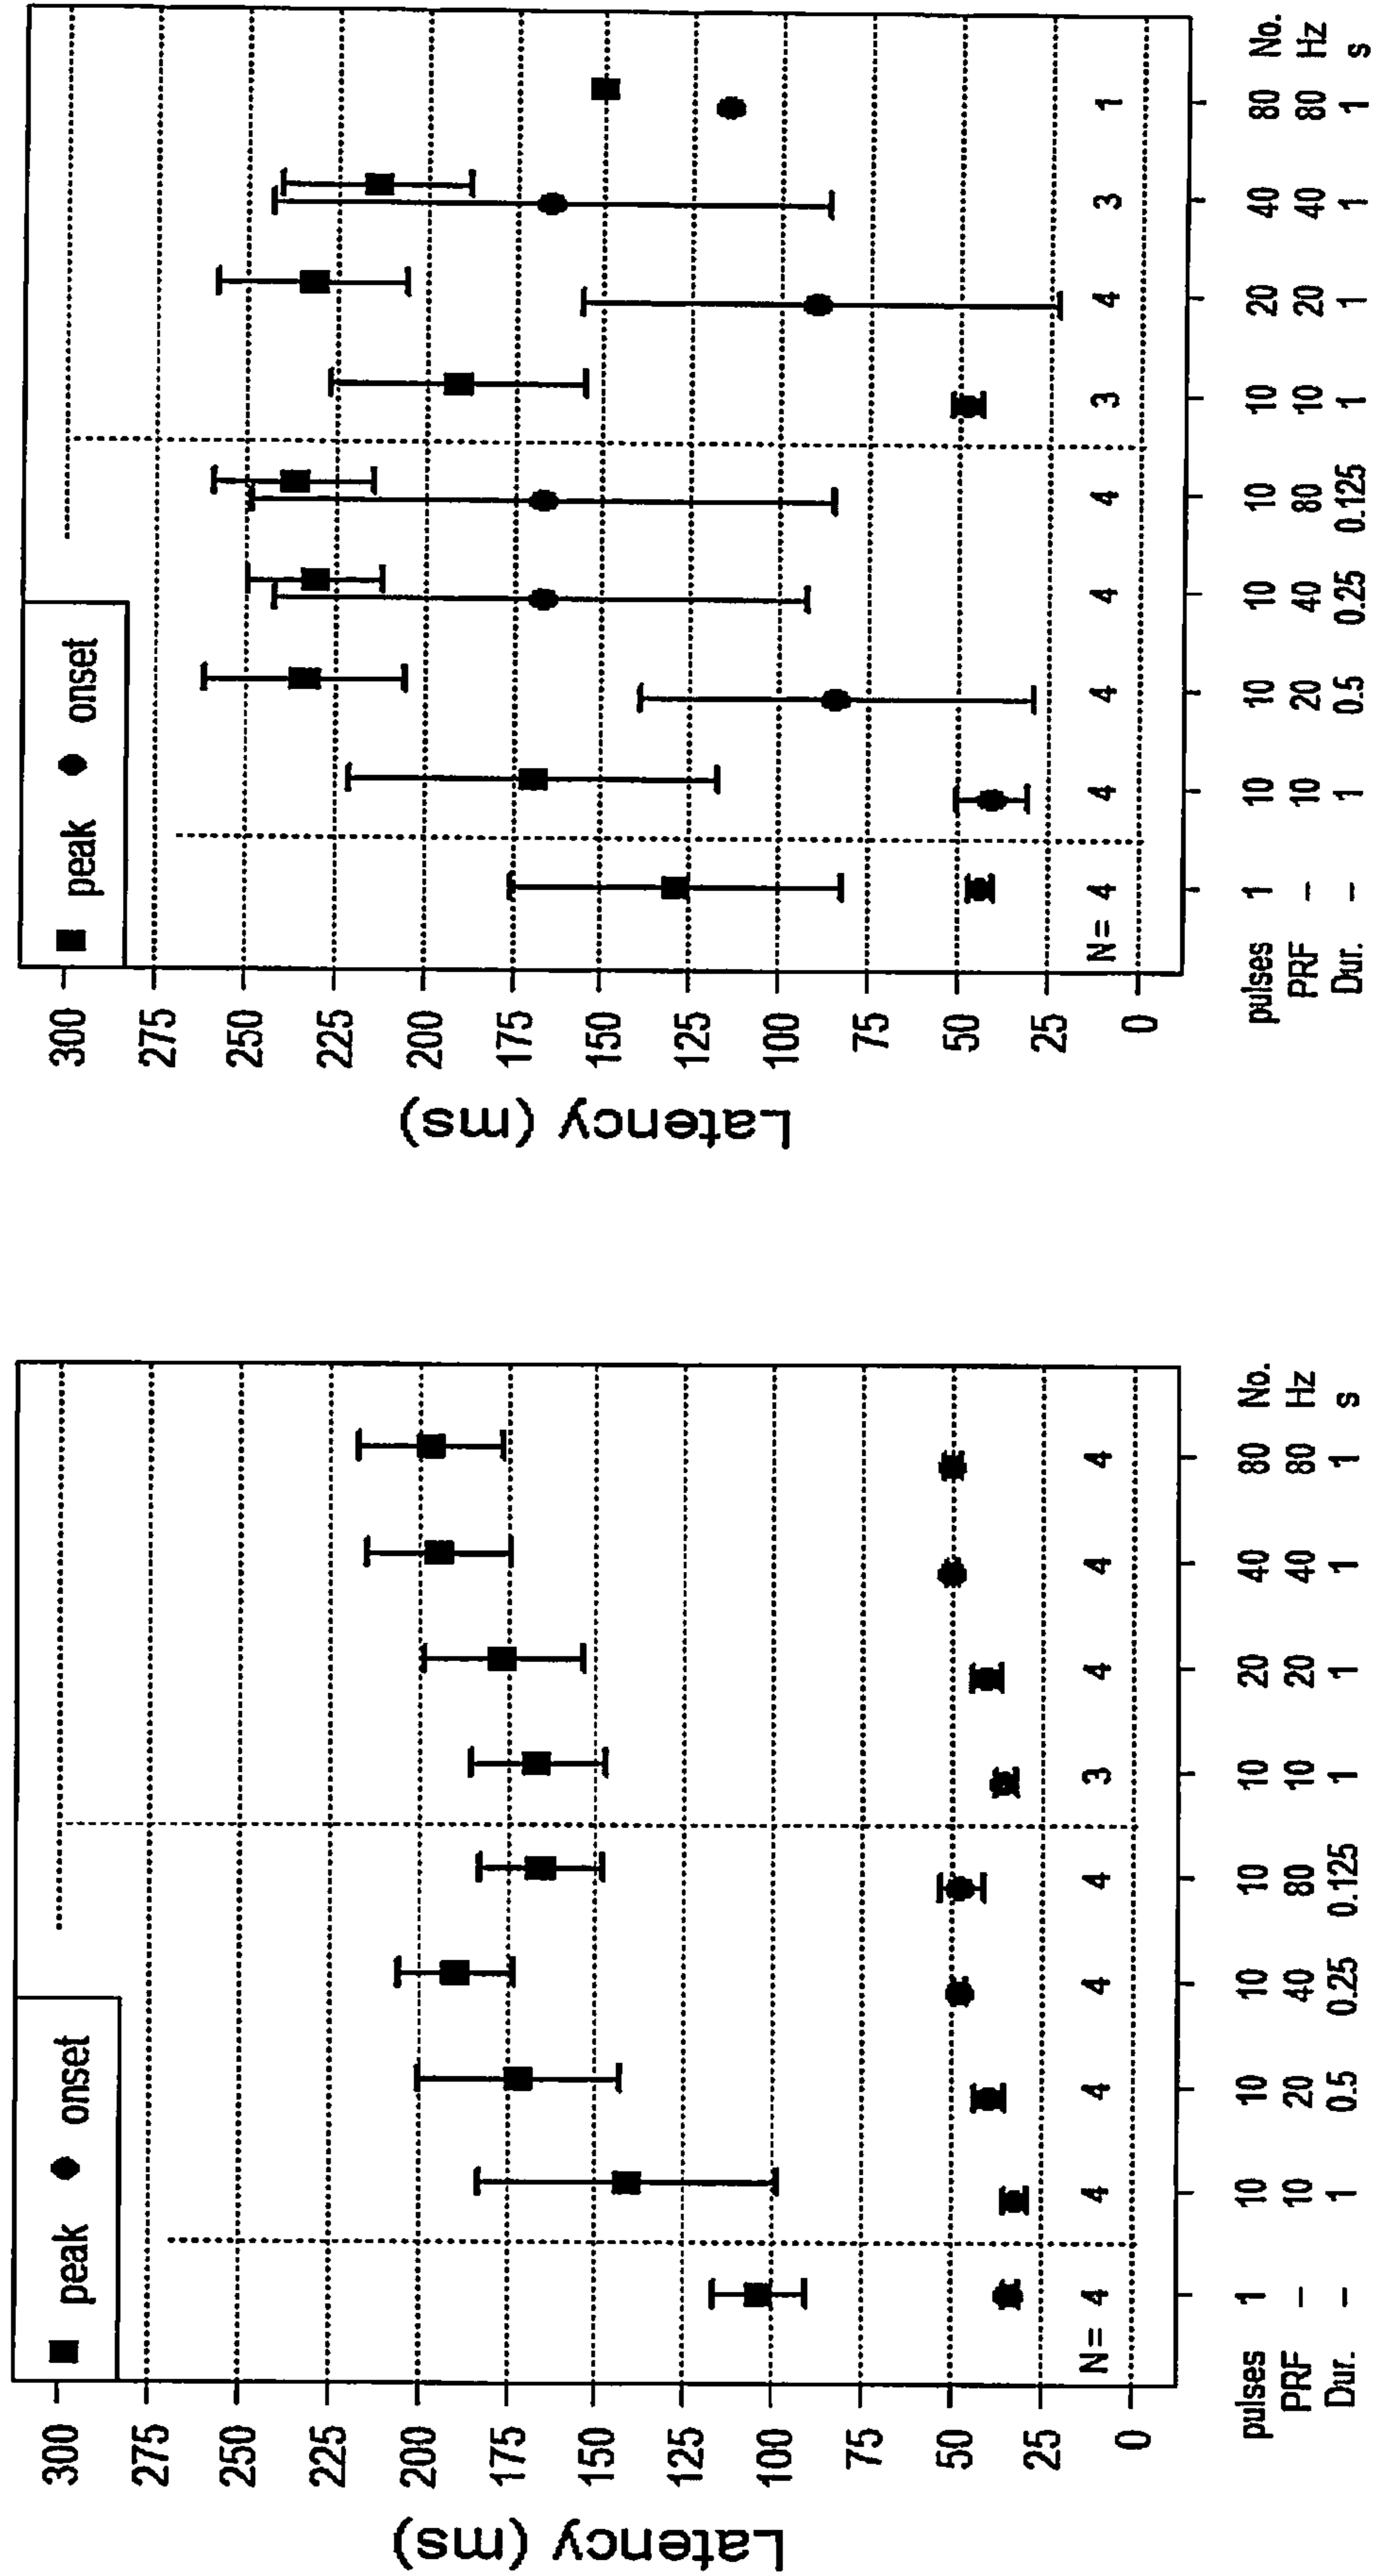 peak onset
300
275
250
225
200
175
150
125
100
75
50
25
0
Latency (ms)
N= 4 4 4 4 4 3 4 4 4
pulses 1 10 10 10 10 10 20 40 80 No.
PRF – 10 20 40 80 10 20 40 80 Hz
Dur. – 1 0.5 0.25 0.125 1 1 1 1 s
peak onset
300
275
250
225
200
175
150
125
100
75
50
25
0
Latency (ms)
N= 4 4 4 4 4 3 4 3 1
pulses 1 10 10 10 10 10 20 40 80 No.
PRF – 10 20 40 80 10 20 40 80 Hz
Dur. – 1 0.5 0.25 0.125 1 1 1 1 s